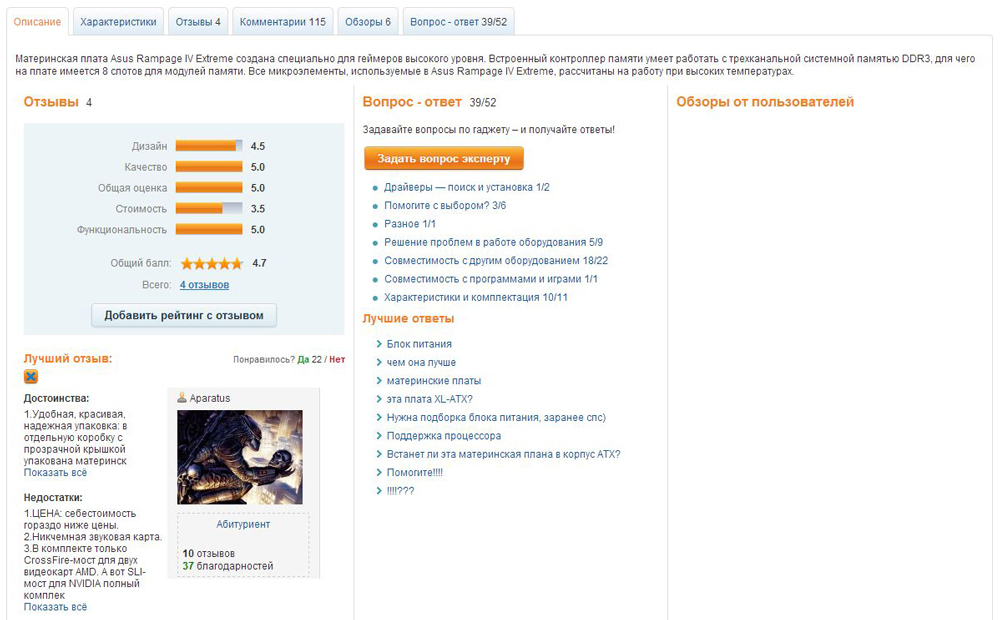 Описание
Характеристики
Отзывы 4
Комментарии 115
Обзоры 6
Вопрос - ответ 39/52
Материнская плата Asus Rampage IV Extreme создана специально для геймеров высокого уровня. Встроенный контроллер памяти умеет работать с трехканальной системной памятью DDR3, для чего
на плате имеется 8 слотов для модулей памяти. Все микроэлементы, используемые в Asus Rampage IV Extreme, рассчитаны на работу при высоких температурах.
Отзывы 4
Дизайн 4.5
Качество 5.0
Общая оценка 5.0
Стоимость 3.5
Функциональность 5.0
Общий балл: 4.7
Всего: 4 отзывов
Добавить рейтинг с отзывом
Лучший отзыв:
Понравилось? Да 22 / Нет
Достоинства:
1.Удобная, красивая,
надежная упаковка: в
отдельную коробку с
прозрачной крышкой
упакована материнск
Показать всё
Недостатки:
1.ЦЕНА: себестоимость
гораздо ниже цены.
2.Никчемная звуковая карта.
3.В комплекте только
CrossFire-мост для двух
видеокарт AMD. А вот SLI-
мост для NVIDIA полный
комплек
Показать всё
Aparatus
Абитуриент
10 отзывов
37 благодарностей
Вопрос - ответ 39/52
Задавайте вопросы по гаджету – и получайте ответы!
Задать вопрос эксперту
Драйверы — поиск и установка 1/2
Помогите с выбором? 3/6
Разное 1/1
Решение проблем в работе оборудования 5/9
Совместимость с другим оборудованием 18/22
Совместимость с программами и играми 1/1
Характеристики и комплектация 10/11
Лучшие ответы
Блок питания
чем она лучше
материнские платы
эта плата XL-ATX?
Нужна подборка блока питания, заранее спс)
Поддержка процессора
Встанет ли эта материнская плана в корпус ATX?
Помогите!!!!
!!!!???
Обзоры от пользователей